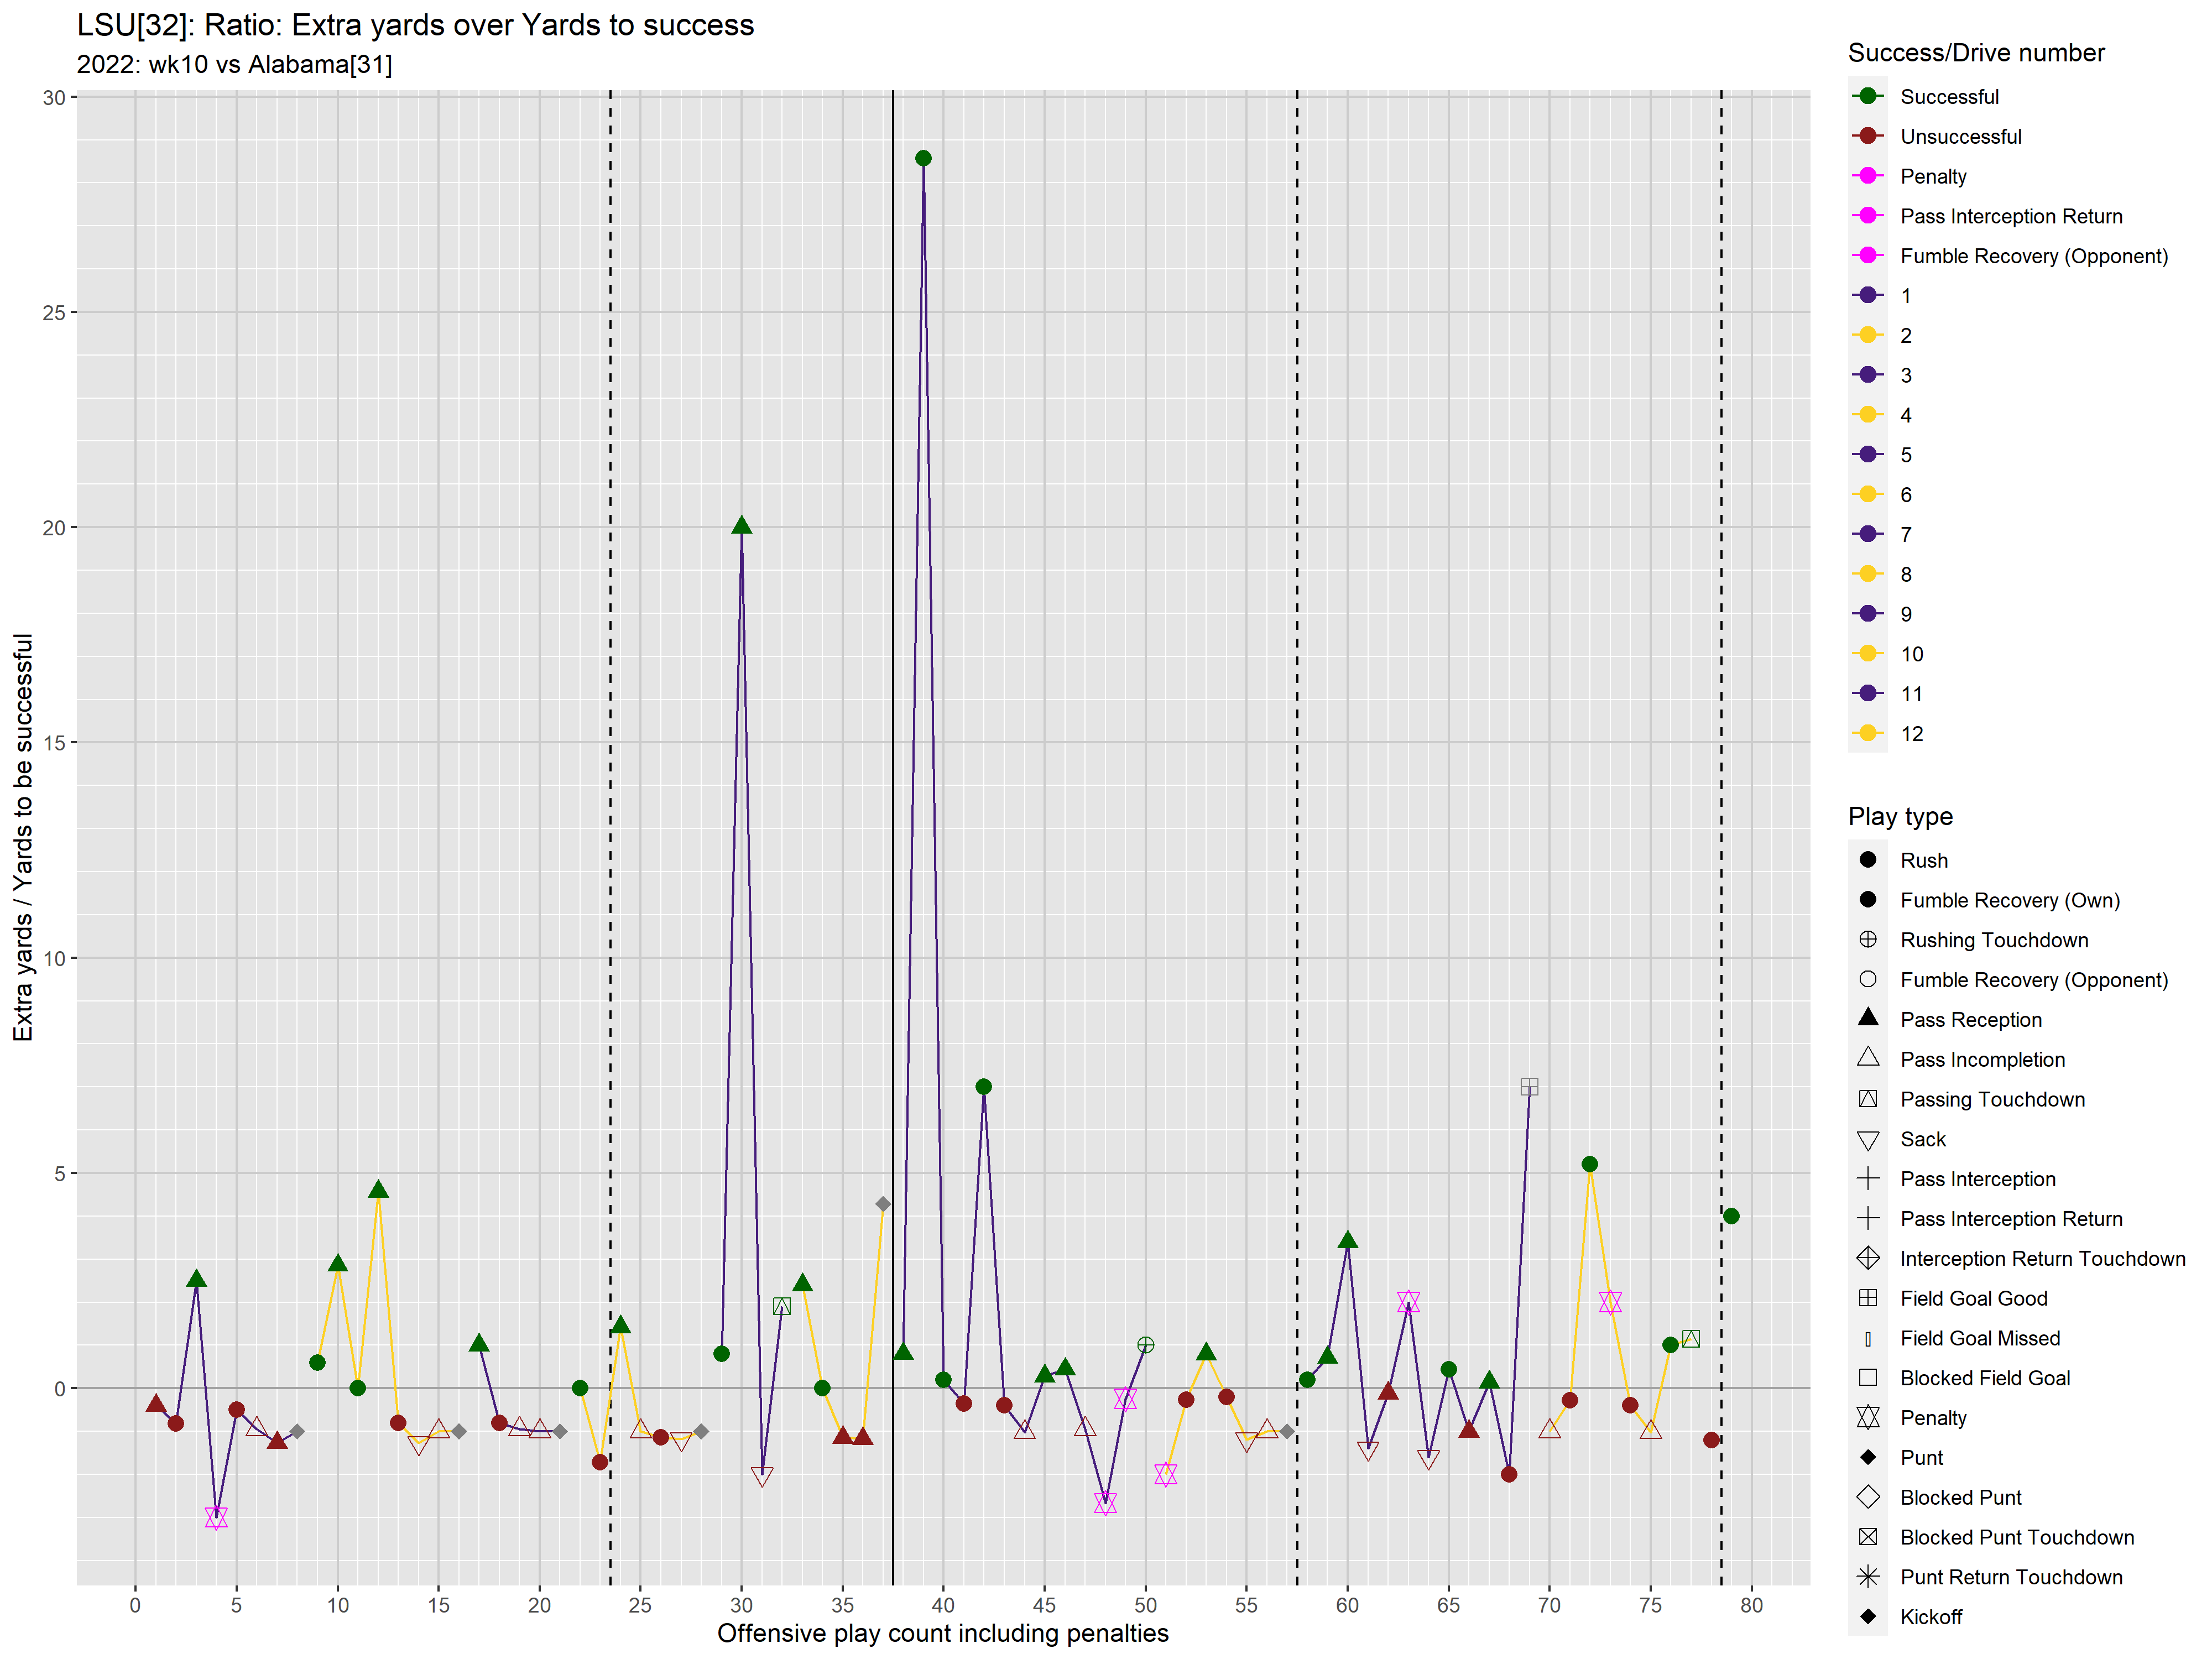 LSU[32]: Ratio: Extra yards over Yards to success
2022: wk10 vs Alabama[31]
Extra yards / Yards to be successful
30
25
20
15
10
5
0
0 5 10 15 20 25 30 35 40 45 50 55 60 65 70 75 80
Offensive play count including penalties
Success/Drive number
Successful
Unsuccessful
Penalty
Pass Interception Return
Fumble Recovery (Opponent)
1
2
3
4
5
6
7
8
9
10
11
12
Play type
Rush
Fumble Recovery (Own)
Rushing Touchdown
Fumble Recovery (Opponent)
Pass Reception
Pass Incompletion
Passing Touchdown
Sack
Pass Interception
Pass Interception Return
Interception Return Touchdown
Field Goal Good
Field Goal Missed
Blocked Field Goal
Penalty
Punt
Blocked Punt
Blocked Punt Touchdown
Punt Return Touchdown
Kickoff